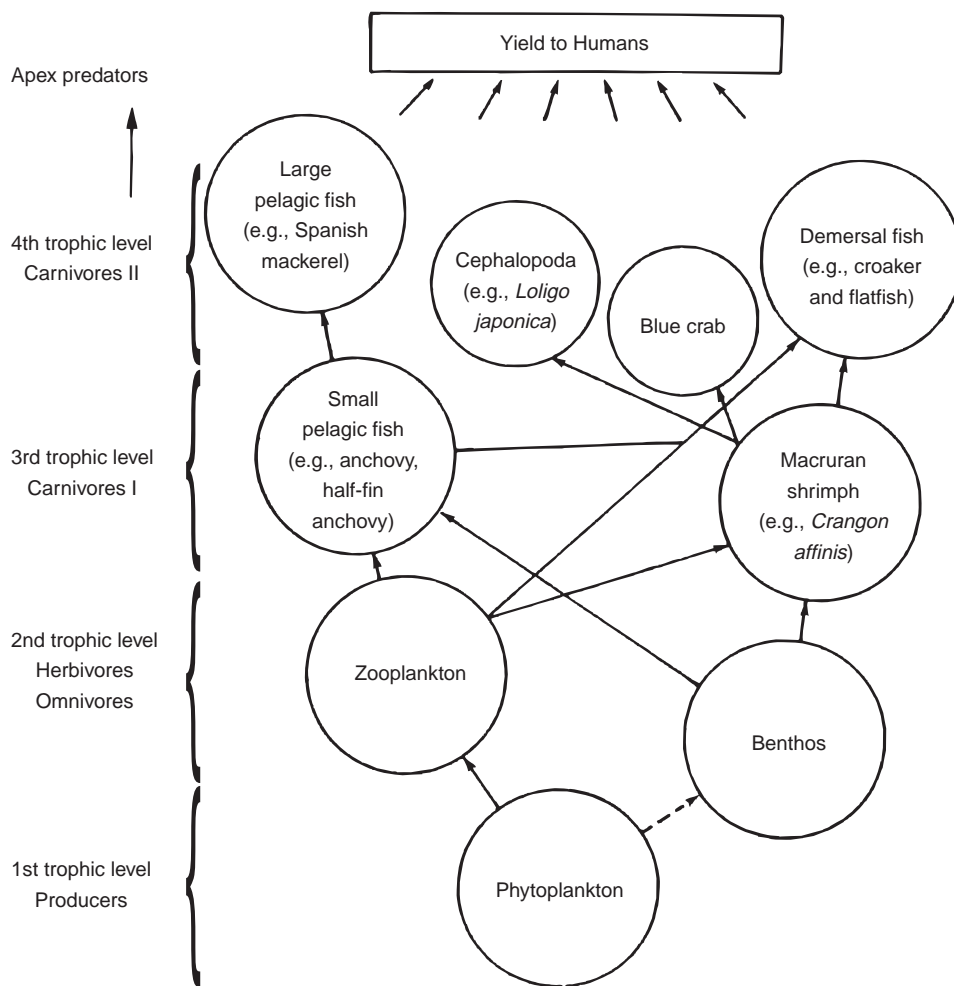 Yield to Humans
Apex predators
Large
pelagic fish
(e.g., Spanish
mackerel)
4th trophic level
Carnivores II
Cephalopoda
(e.g., Loligo
japonica)
Blue crab
Demersal fish
(e.g., croaker
and flatfish)
3rd trophic level
Carnivores I
Small
pelagic fish
(e.g., anchovy,
half-fin
anchovy)
Macruran
shrimph
(e.g., Crangon
affinis)
2nd trophic level
Herbivores
Omnivores
Zooplankton
Benthos
1st trophic level
Producers
Phytoplankton